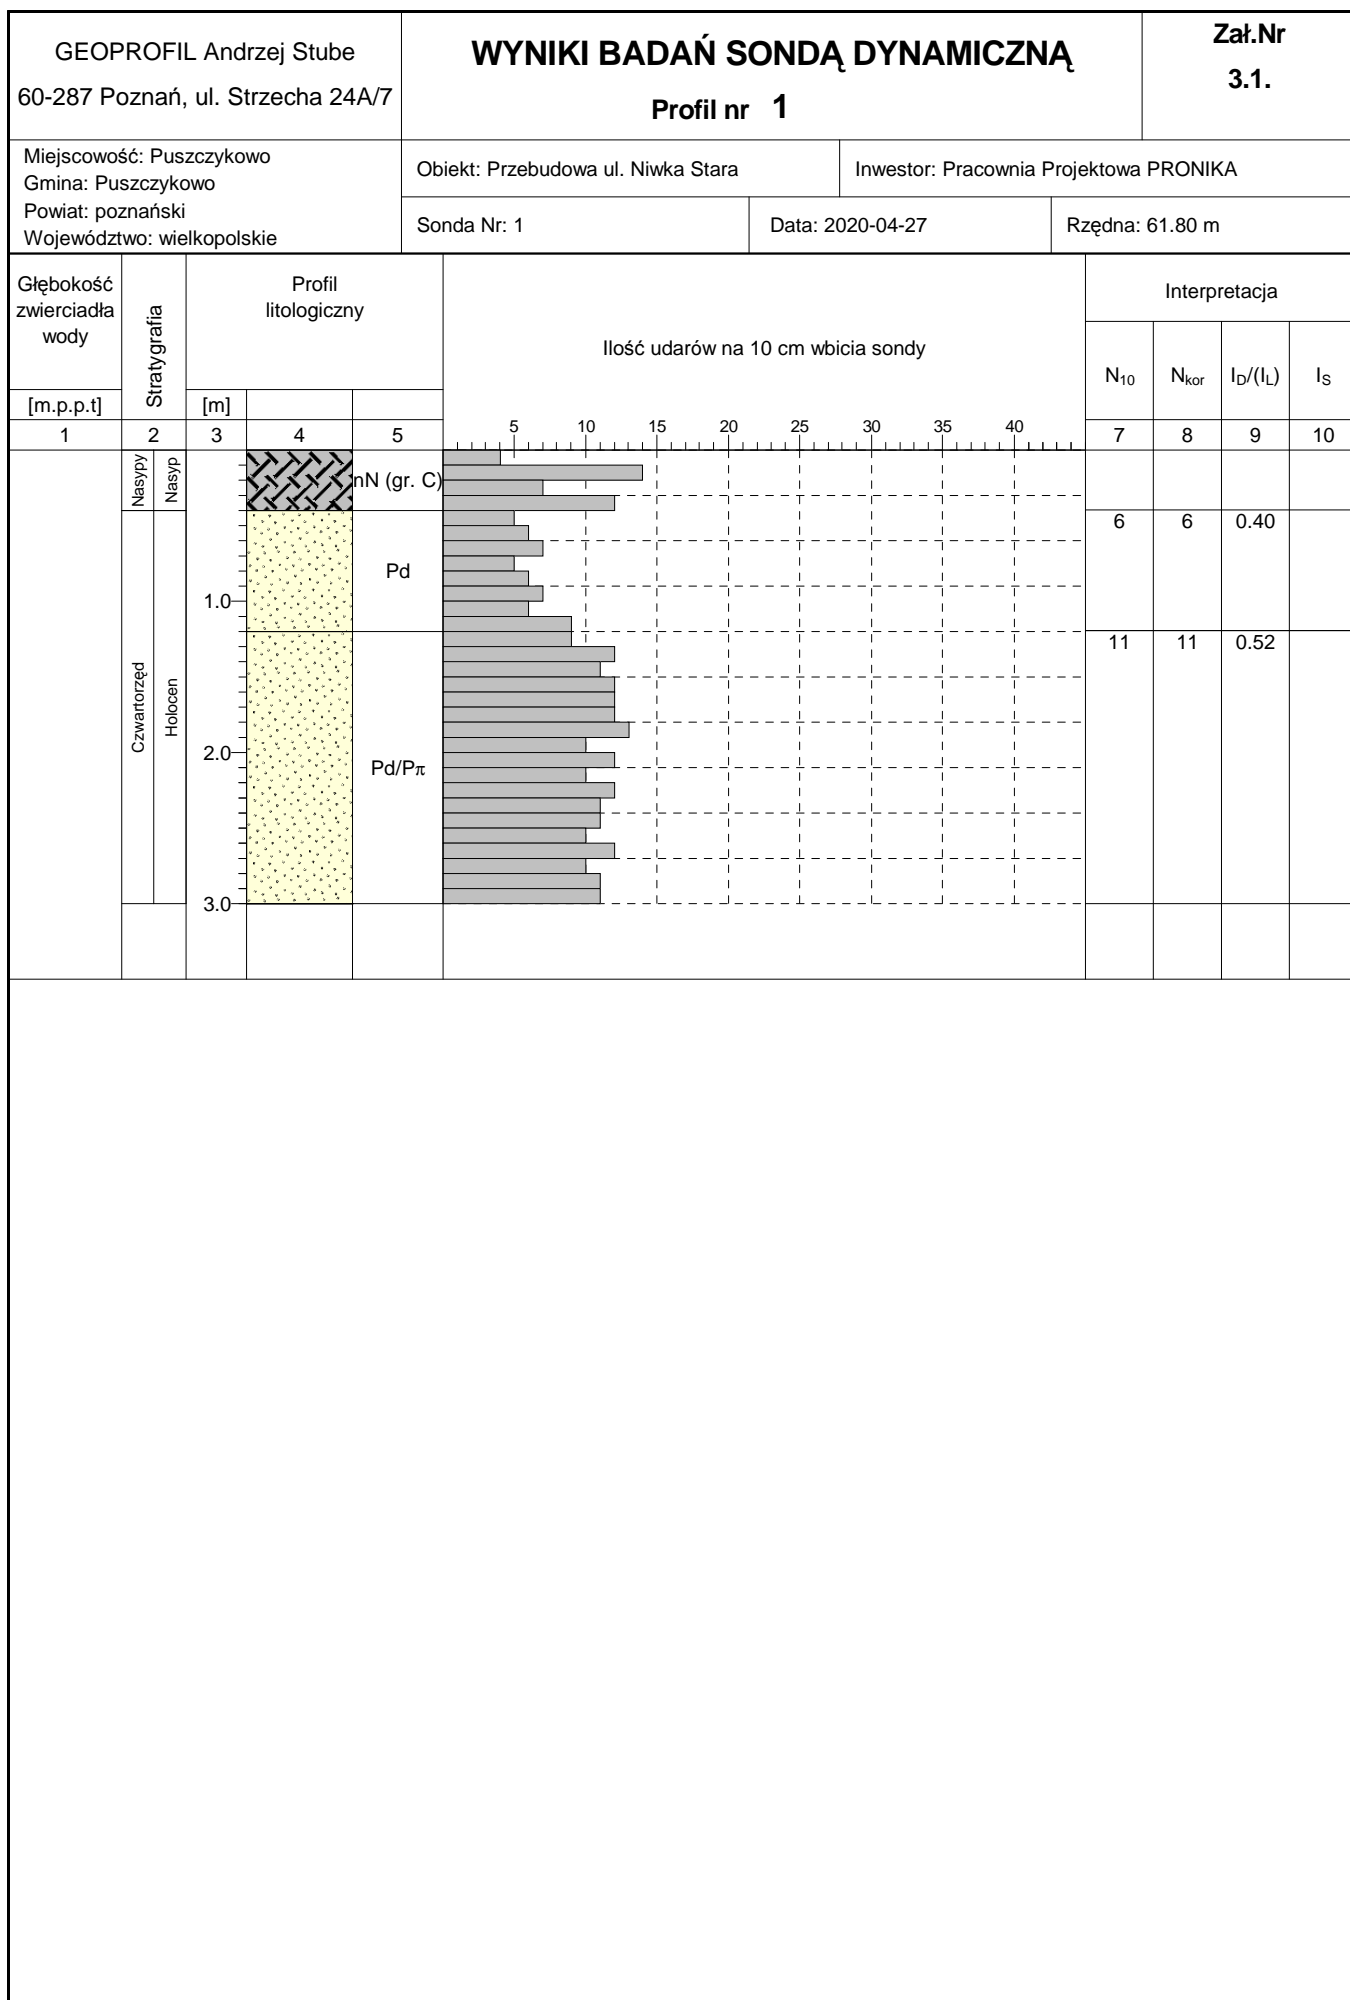 GEOPROFIL Andrzej Stube
60-287 Poznań, ul. Strzecha 24A/7
WYNIKI BADAŃ SONDĄ DYNAMICZNĄ
Profil nr 1
Zał.Nr
3.1.
Miejscowość: Puszczykowo
Gmina: Puszczykowo
Powiat: poznański
Województwo: wielkopolskie
Obiekt: Przebudowa ul. Niwka Stara
Inwestor: Pracownia Projektowa PRONIKA
Sonda Nr: 1
Data: 2020-04-27
Rzędna: 61.80 m
Głębokość
zwierciadła
wody
[m.p.p.t]
Stratygrafia
Profil
litologiczny
[m]
Ilość udarów na 10 cm wbicia sondy
Interpretacja
N10 Nkor ID/(IL) IS
5 10 15 20 25 30 35 40
1 2 3 4 5 7 8 9 10
Nasypy
Nasyp
nN (gr. C)
Czwartorzęd
Holocen
Pd
6 6 0.40
1.0
11 11 0.52
2.0
Pd/Pπ
3.0